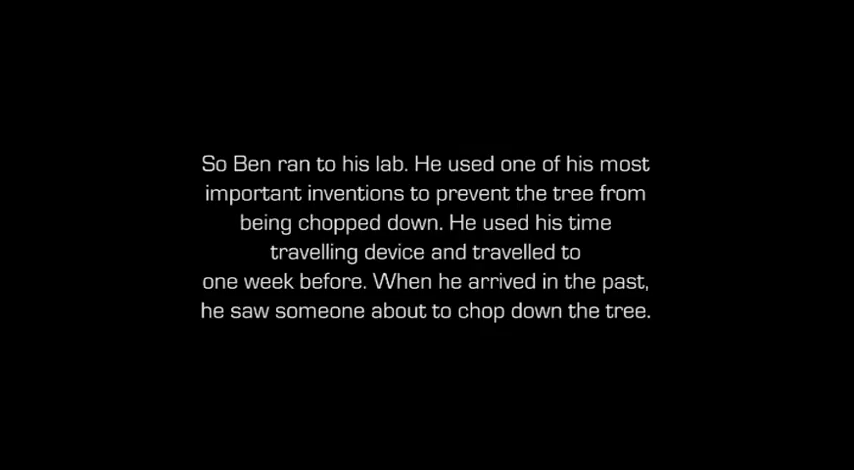 So Ben ran to his lab. He used one of his most
important inventions to prevent the tree from
being chopped down. He used his time
travelling device and travelled to
one week before. When he arrived in the past,
he saw someone about to chop down the tree.